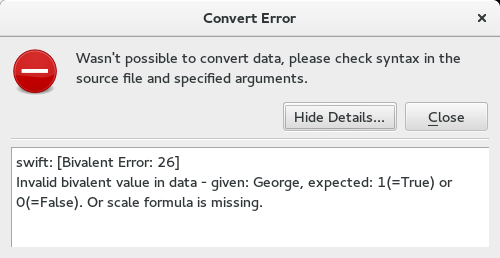 Convert Error
Wasn't possible to convert data, please check syntax in the
source file and specified arguments.
Hide Details...
Close
swift: [Bivalent Error: 26]
Invalid bivalent value in data - given: George, expected: 1(=True) or
0(=False). Or scale formula is missing.